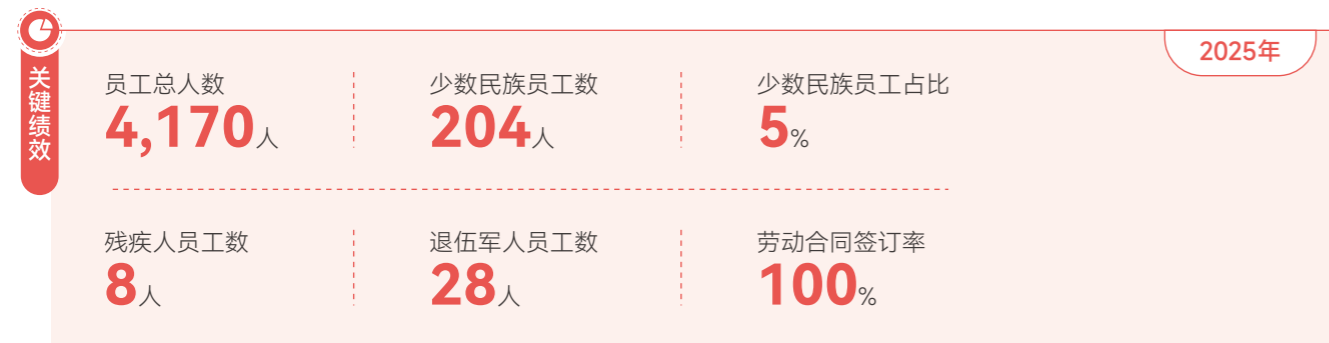 关键绩效
2025年
员工总人数
4,170人
少数民族员工数
204人
少数民族员工占比
5%
残疾人员工数
8人
退伍军人员工数
28人
劳动合同签订率
100%